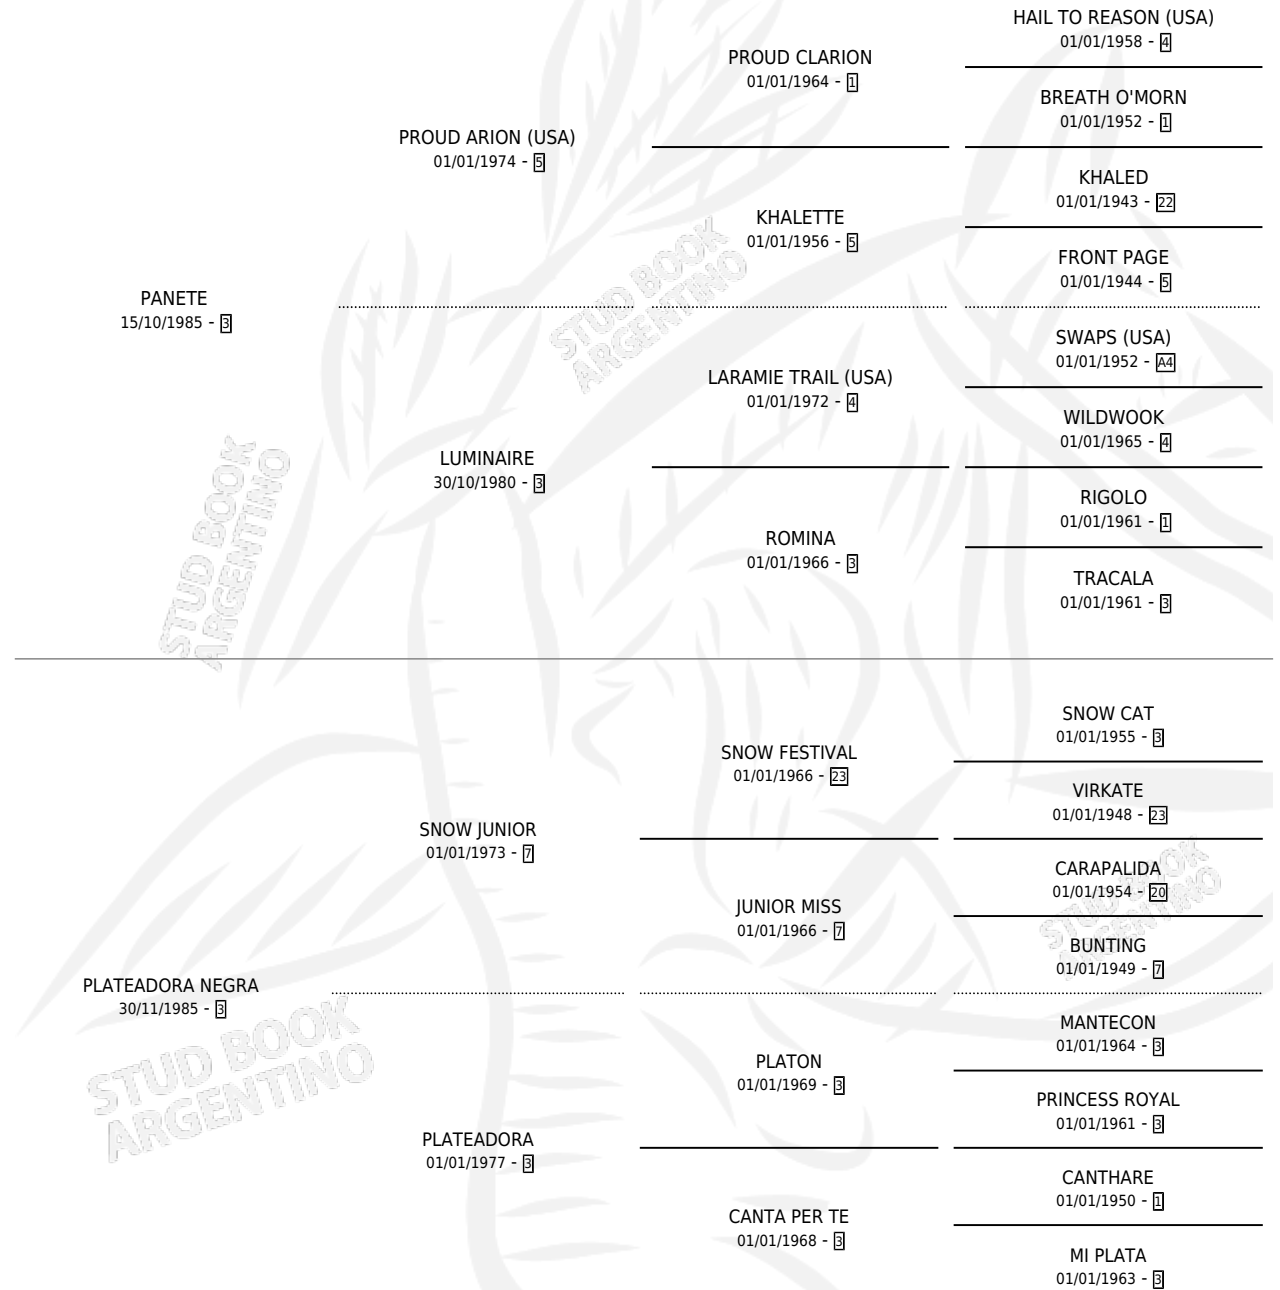 HAIL TO REASON (USA)
01/01/1958 - 4
PROUD CLARION
01/01/1964 - 1
BREATH O'MORN
01/01/1952 - 1
PROUD ARION (USA)
01/01/1974 - 5
KHALED
01/01/1943 - 22
KHALETTE
01/01/1956 - 5
FRONT PAGE
01/01/1944 - 5
PANETE
15/10/1985 - 3
SWAPS (USA)
01/01/1952 - A4
LARAMIE TRAIL (USA)
01/01/1972 - 4
WILDWOOK
01/01/1965 - 4
LUMINAIRE
30/10/1980 - 3
RIGOLO
01/01/1961 - 1
ROMINA
01/01/1966 - 3
TRACALA
01/01/1961 - 3
STUD BOOK
ARGENTINO
STUD BOOK
ARGENTINO
SNOW CAT
01/01/1955 - 3
SNOW FESTIVAL
01/01/1966 - 23
VIRKATE
01/01/1948 - 23
SNOW JUNIOR
01/01/1973 - 7
CARAPALIDA
01/01/1954 - 20
JUNIOR MISS
01/01/1966 - 7
BUNTING
01/01/1949 - 7
PLATEADORA NEGRA
30/11/1985 - 3
MANTECON
01/01/1964 - 3
PLATON
01/01/1969 - 3
PRINCESS ROYAL
01/01/1961 - 3
PLATEADORA
01/01/1977 - 3
CANTHARE
01/01/1950 - 1
CANTA PER TE
01/01/1968 - 3
MI PLATA
01/01/1963 - 3
STUD BOOK
ARGENTINO
STUD BOOK
ARGENTINO